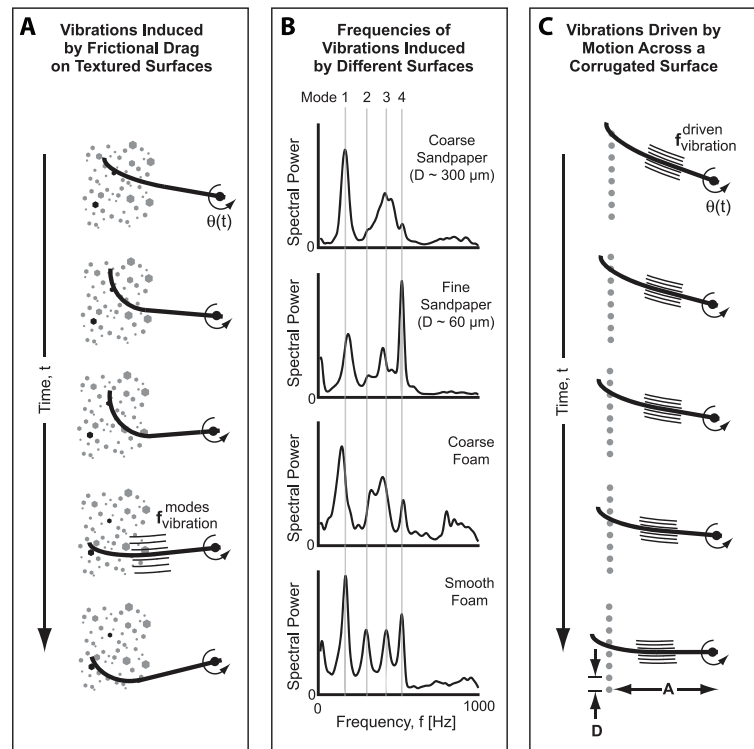 A
Vibrations Induced
by Frictional Drag
on Textured Surfaces
Time, t
θ(t)
f modes
vibration
B
Frequencies of
Vibrations Induced
by Different Surfaces
Mode 1 2 3 4
Spectral Power
Coarse
Sandpaper
(D ~ 300 μm)
0
Spectral Power
Fine
Sandpaper
(D ~ 60 μm)
0
Spectral Power
Coarse
Foam
0
Spectral Power
Smooth
Foam
0
0 1000
Frequency, f [Hz]
C
Vibrations Driven by
Motion Across a
Corrugated Surface
f driven
vibration
θ(t)
Time, t
A
D